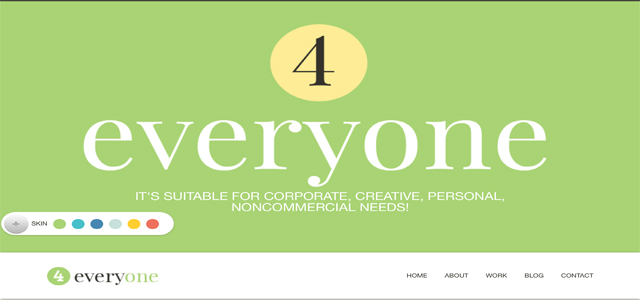 4
everyone
IT'S SUITABLE FOR CORPORATE, CREATIVE, PERSONAL,
NONCOMMERCIAL NEEDS!
SKIN
4 everyone HOME ABOUT WORK BLOG CONTACT